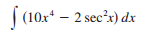 ∫ (10x⁴ − 2 sec²x) dx